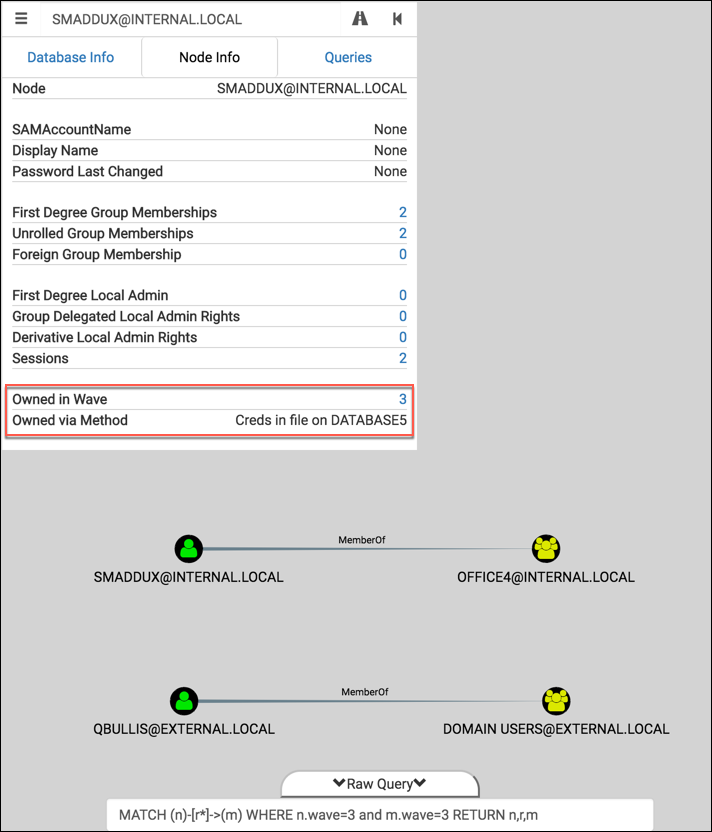 SMADDUX@INTERNAL.LOCAL
Database Info Node Info Queries
Node SMADDUX@INTERNAL.LOCAL
SAMAccountName None
Display Name None
Password Last Changed None
First Degree Group Memberships 2
Unrolled Group Memberships 2
Foreign Group Membership 0
First Degree Local Admin 0
Group Delegated Local Admin Rights 0
Derivative Local Admin Rights 0
Sessions 2
Owned in Wave 3
Owned via Method Creds in file on DATABASE5
MemberOf
SMADDUX@INTERNAL.LOCAL OFFICE4@INTERNAL.LOCAL
MemberOf
QBULLIS@EXTERNAL.LOCAL DOMAIN USERS@EXTERNAL.LOCAL
Raw Query
MATCH (n)-[r*]->(m) WHERE n.wave=3 and m.wave=3 RETURN n,r,m